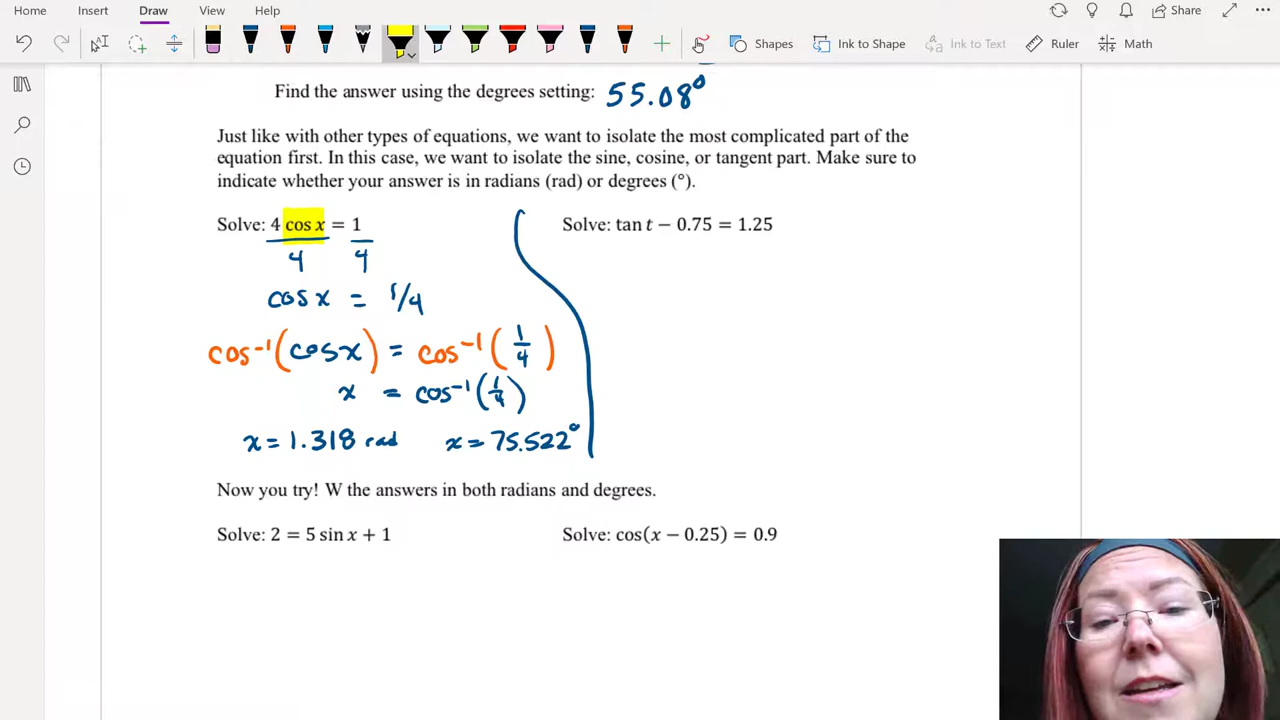 Home Insert Draw View Help Share
Shapes Ink to Shape Ink to Text Ruler Math
Find the answer using the degrees setting: 55.08°
Just like with other types of equations, we want to isolate the most complicated part of the
equation first. In this case, we want to isolate the sine, cosine, or tangent part. Make sure to
indicate whether your answer is in radians (rad) or degrees (°).
Solve: 4 cos x = 1
4 4
cos x = 1/4
cos⁻¹(cos x) = cos⁻¹(1/4)
x = cos⁻¹(1/4)
x = 1.318 rad x = 75.522°
Solve: tan t − 0.75 = 1.25
Now you try! W the answers in both radians and degrees.
Solve: 2 = 5 sin x + 1
Solve: cos(x − 0.25) = 0.9